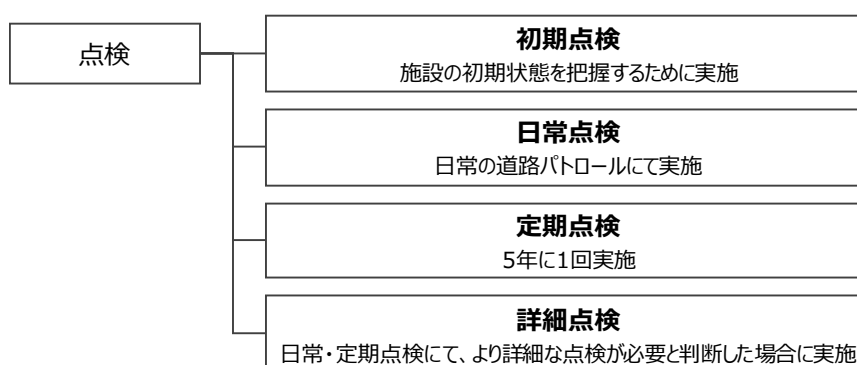 点検
初期点検
施設の初期状態を把握するために実施
日常点検
日常の道路パトロールにて実施
定期点検
5年に1回実施
詳細点検
日常・定期点検にて、より詳細な点検が必要と判断した場合に実施